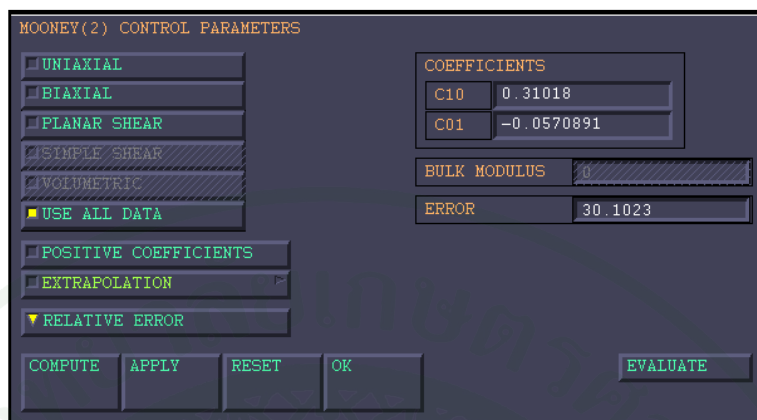 MOONEY(2) CONTROL PARAMETERS
UNIAXIAL
BIAXIAL
PLANAR SHEAR
SIMPLE SHEAR
VOLUMETRIC
USE ALL DATA
POSITIVE COEFFICIENTS
EXTRAPOLATION
RELATIVE ERROR
COEFFICIENTS
C10 0.31018
C01 -0.0570891
BULK MODULUS 0
ERROR 30.1023
COMPUTE APPLY RESET OK EVALUATE